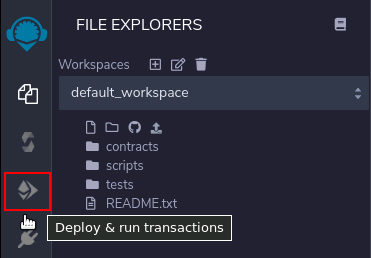 FILE EXPLORERS
Workspaces
default_workspace
contracts
scripts
tests
README.txt
Deploy & run transactions